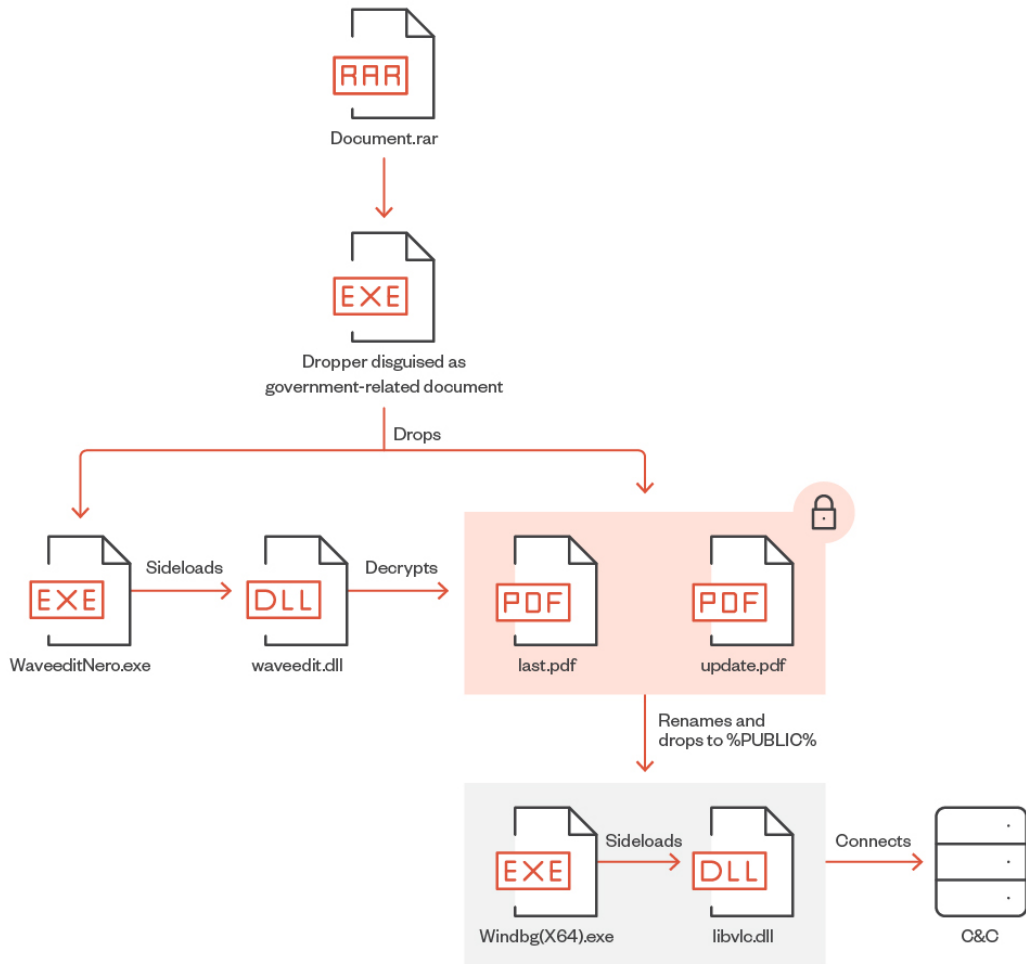 RAR
Document.rar
EXE
Dropper disguised as
government-related document
Drops
EXE
WaveeditNero.exe
Sideloads
DLL
waveedit.dll
Decrypts
PDF
last.pdf
PDF
update.pdf
Renames and
drops to %PUBLIC%
EXE
Windbg(X64).exe
Sideloads
DLL
libvlc.dll
Connects
C&C